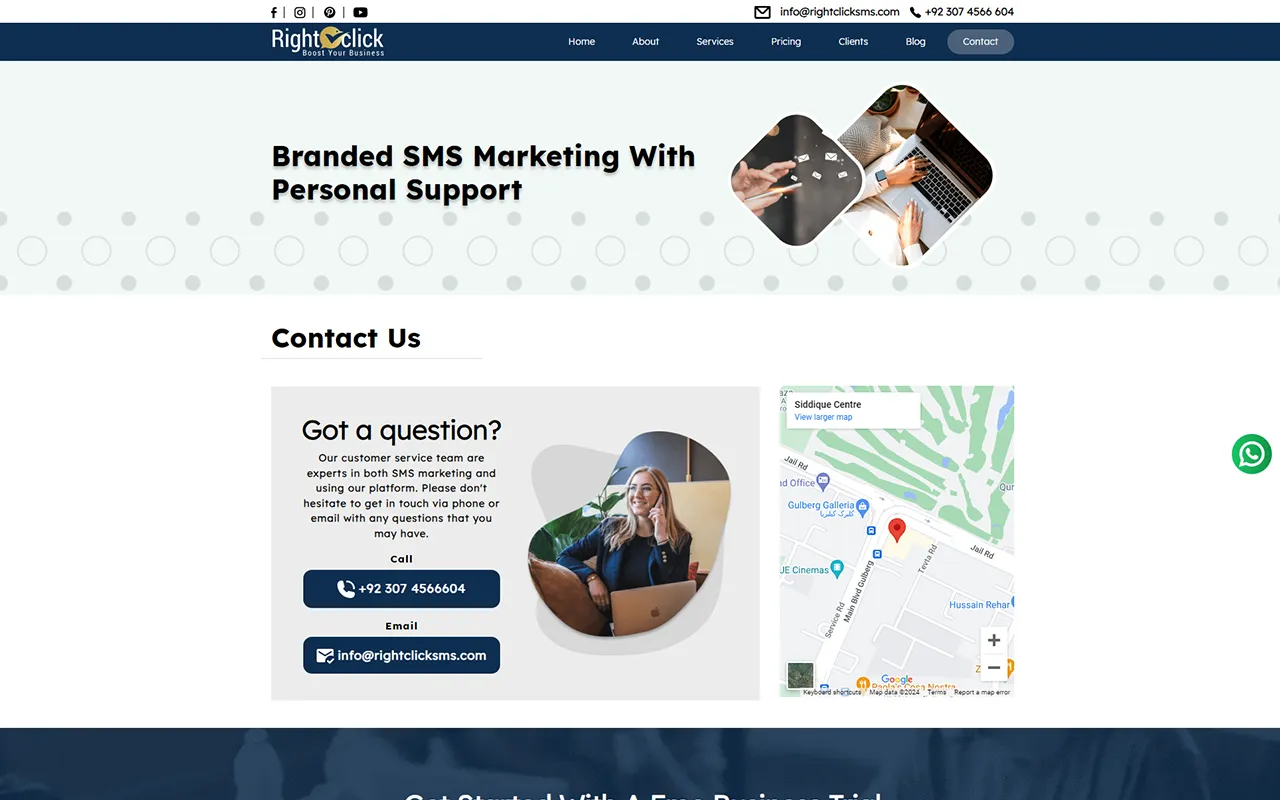 info@rightclicksms.com
+92 307 4566 604
Right click
Boost Your Business
Home
About
Services
Pricing
Clients
Blog
Contact
Branded SMS Marketing With
Personal Support
Contact Us
Got a question?
Our customer service team are
experts in both SMS marketing and
using our platform. Please don't
hesitate to get in touch via phone or
email with any questions that you
may have.
Call
+92 307 4566604
Email
info@rightclicksms.com
Siddique Centre
View larger map
Jail Rd
Office
Gulberg Galleria
Jail Rd
UE Cinemas
Tevta Rd
Main Blvd Gulberg
Service Rd
Hussain Rehar
Paola's Cosa Nostra
Google
Keyboard shortcuts
Map data ©2024
Terms
Report a map error
Get Started With A Free Business Trial